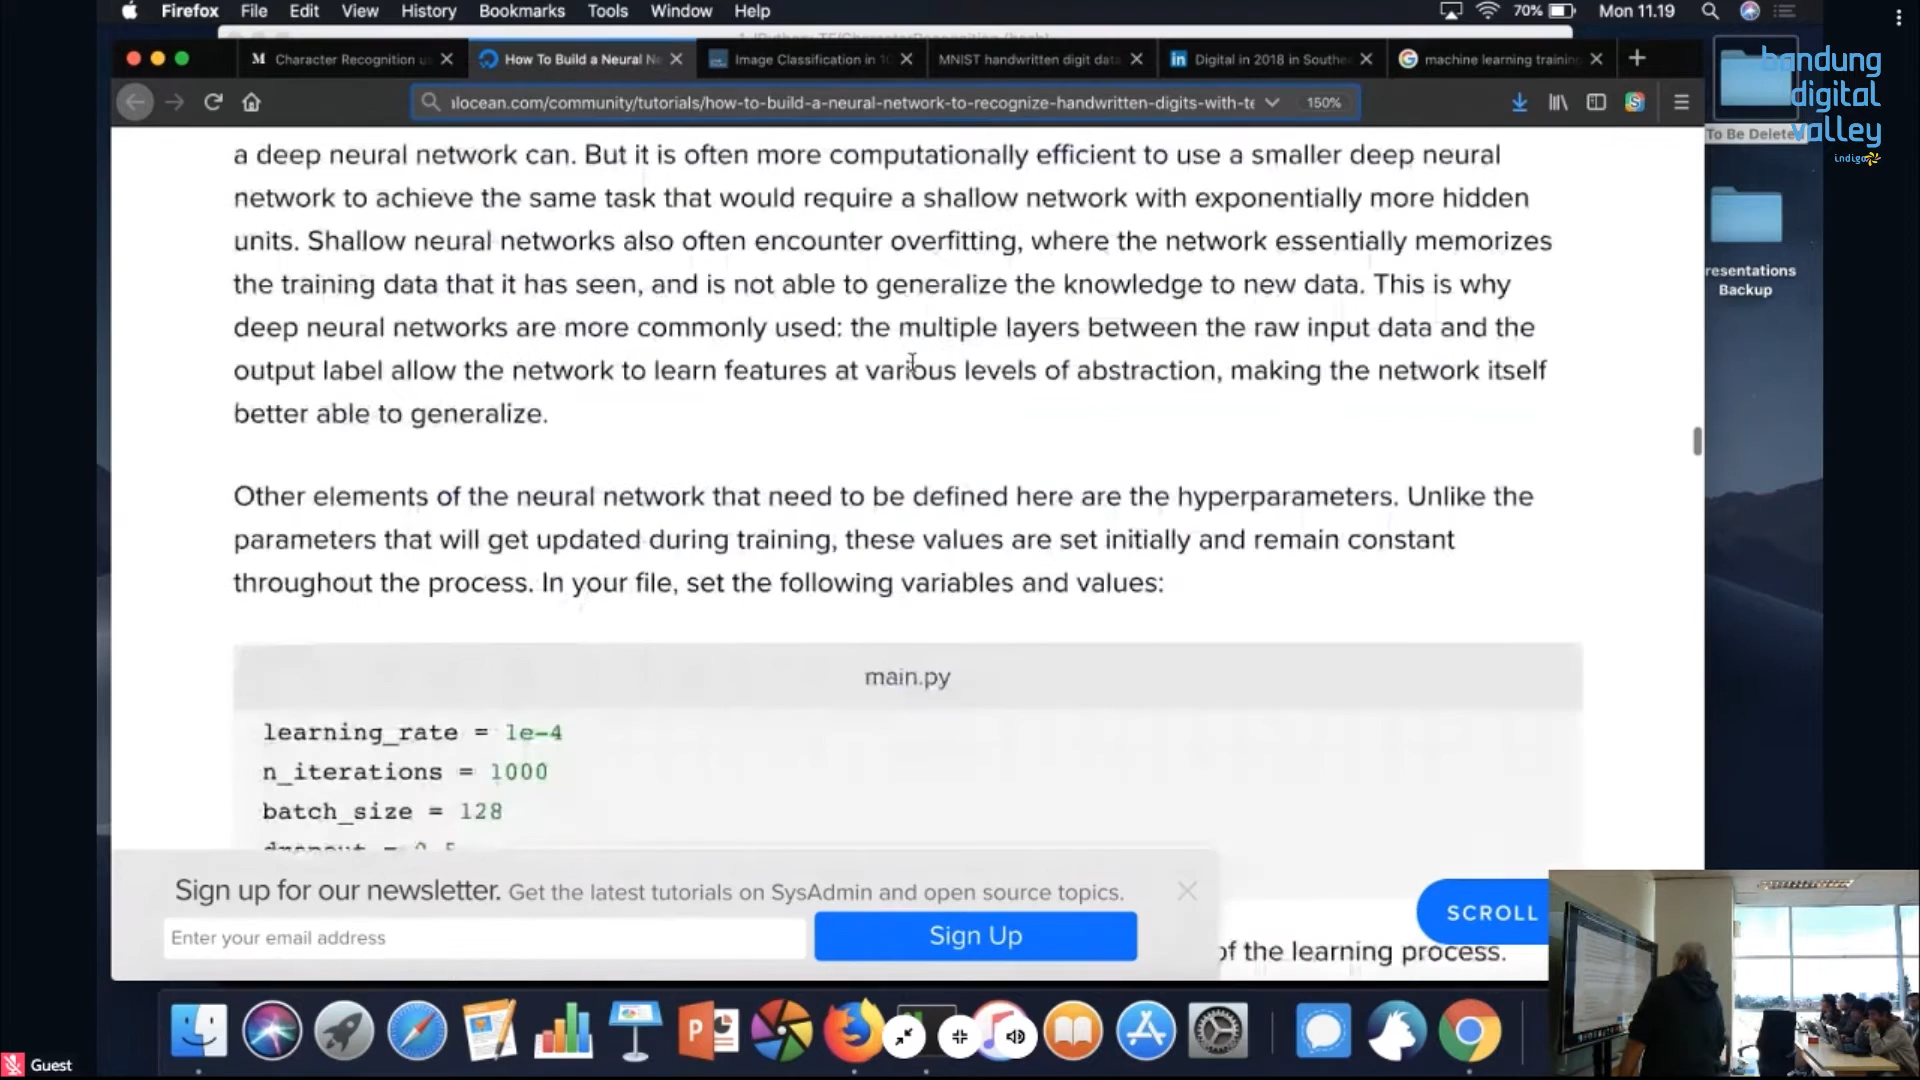 Firefox File Edit View History Bookmarks Tools Window Help 70% Mon 11.19
Character Recognition u
How To Build a Neural N
Image Classification in 10
MNIST handwritten digit data
Digital in 2018 in Southe
machine learning training
locean.com/community/tutorials/how-to-build-a-neural-network-to-recognize-handwritten-digits-with-te 150%
bandung
digital
valley
indigo
To Be Delete
resentations
Backup
a deep neural network can. But it is often more computationally efficient to use a smaller deep neural
network to achieve the same task that would require a shallow network with exponentially more hidden
units. Shallow neural networks also often encounter overfitting, where the network essentially memorizes
the training data that it has seen, and is not able to generalize the knowledge to new data. This is why
deep neural networks are more commonly used: the multiple layers between the raw input data and the
output label allow the network to learn features at various levels of abstraction, making the network itself
better able to generalize.
Other elements of the neural network that need to be defined here are the hyperparameters. Unlike the
parameters that will get updated during training, these values are set initially and remain constant
throughout the process. In your file, set the following variables and values:
main.py
learning_rate = 1e-4
n_iterations = 1000
batch_size = 128
dropout = 0.5
Sign up for our newsletter. Get the latest tutorials on SysAdmin and open source topics.
Enter your email address
Sign Up
SCROLL
of the learning process.
Guest